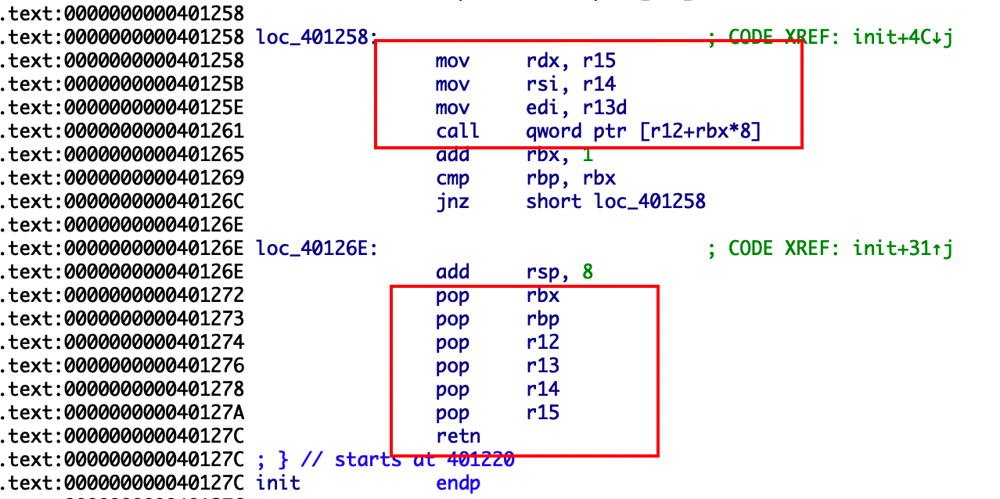 .text:0000000000401258
.text:0000000000401258 loc_401258: ; CODE XREF: init+4C↓j
.text:0000000000401258 mov rdx, r15
.text:000000000040125B mov rsi, r14
.text:000000000040125E mov edi, r13d
.text:0000000000401261 call qword ptr [r12+rbx*8]
.text:0000000000401265 add rbx, 1
.text:0000000000401269 cmp rbp, rbx
.text:000000000040126C jnz short loc_401258
.text:000000000040126E
.text:000000000040126E loc_40126E: ; CODE XREF: init+31↑j
.text:000000000040126E add rsp, 8
.text:0000000000401272 pop rbx
.text:0000000000401273 pop rbp
.text:0000000000401274 pop r12
.text:0000000000401276 pop r13
.text:0000000000401278 pop r14
.text:000000000040127A pop r15
.text:000000000040127C retn
.text:000000000040127C ; } // starts at 401220
.text:000000000040127C init endp